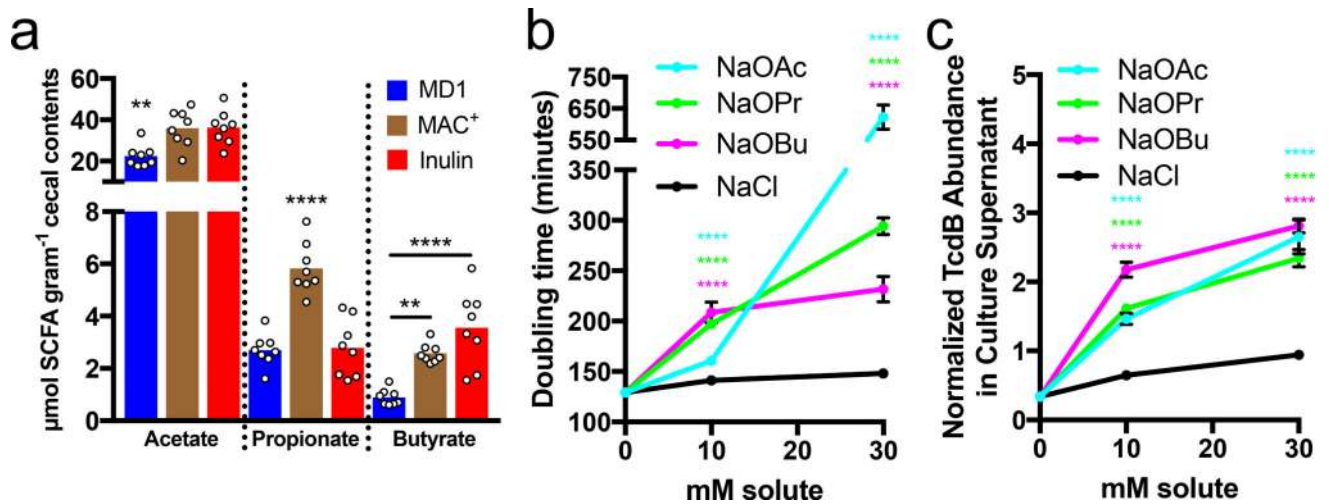 a
µmol SCFA gram⁻¹ cecal contents
60
40
20
8
6
4
2
0
**
****
****
**
MD1
MAC⁺
Inulin
Acetate
Propionate
Butyrate
b
Doubling time (minutes)
750
650
550
350
300
250
200
150
100
NaOAc
NaOPr
NaOBu
NaCl
****
****
****
****
****
****
0
10
20
30
mM solute
c
Normalized TcdB Abundance
in Culture Supernatant
5
4
3
2
1
0
NaOAc
NaOPr
NaOBu
NaCl
****
****
****
****
****
****
0
10
20
30
mM solute